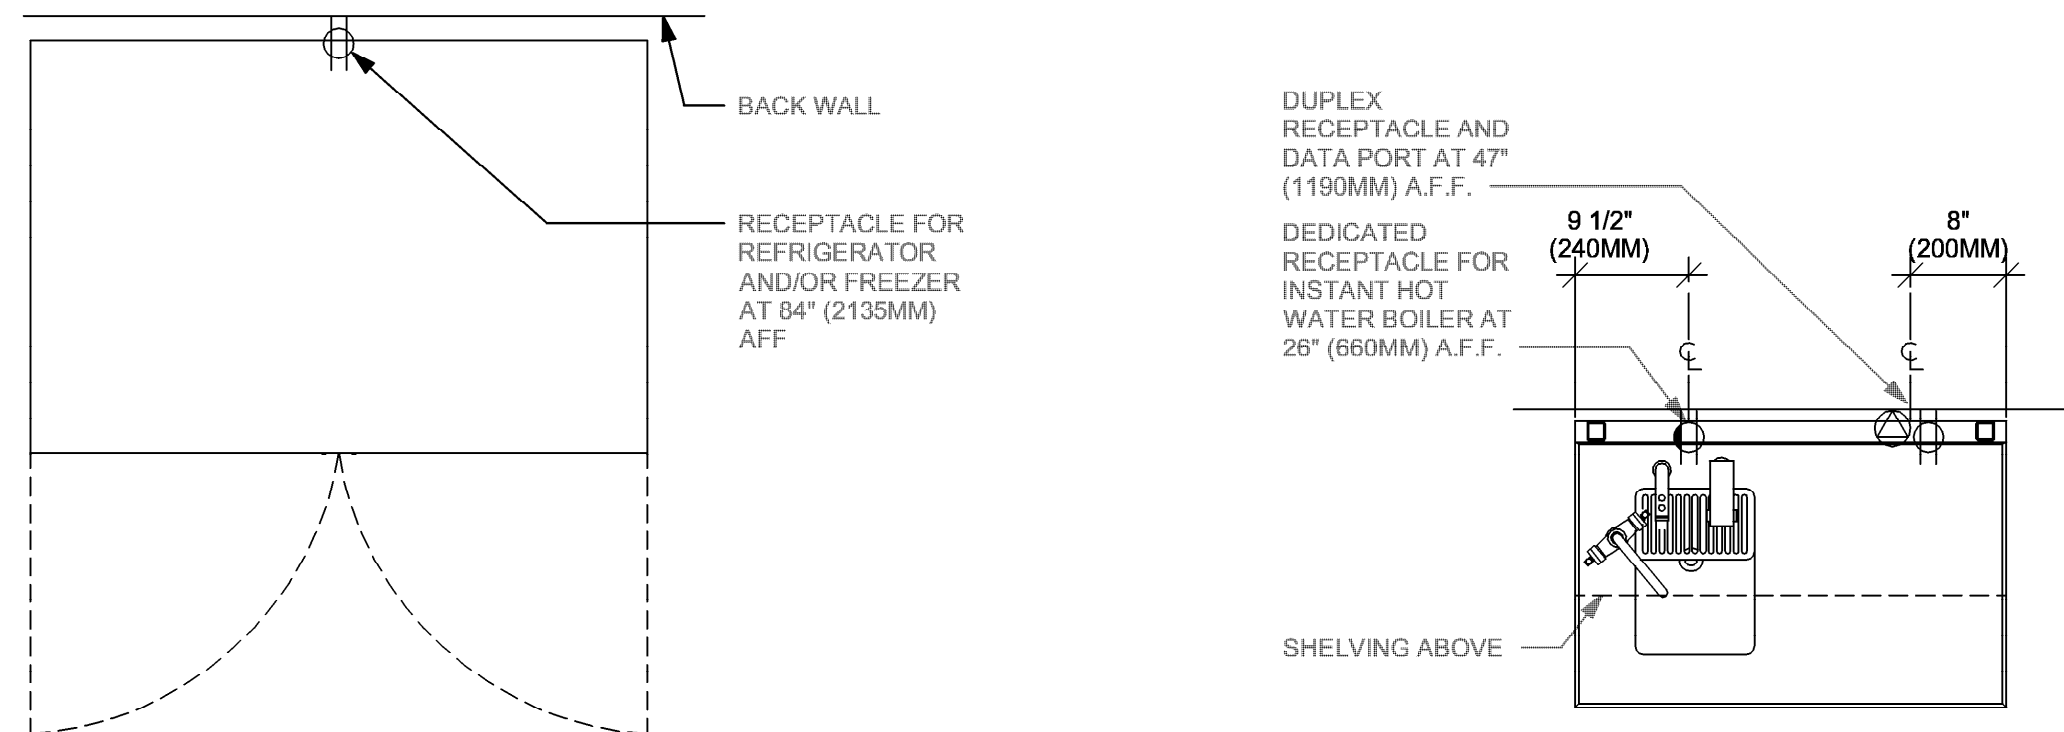 BACK WALL
RECEPTACLE FOR
REFRIGERATOR
AND/OR FREEZER
AT 84" (2135MM)
AFF
DUPLEX
RECEPTACLE AND
DATA PORT AT 47"
(1190MM) A.F.F.
DEDICATED
RECEPTACLE FOR
INSTANT HOT
WATER BOILER AT
26" (660MM) A.F.F.
9 1/2"
(240MM)
8"
(200MM)
℄
℄
SHELVING ABOVE